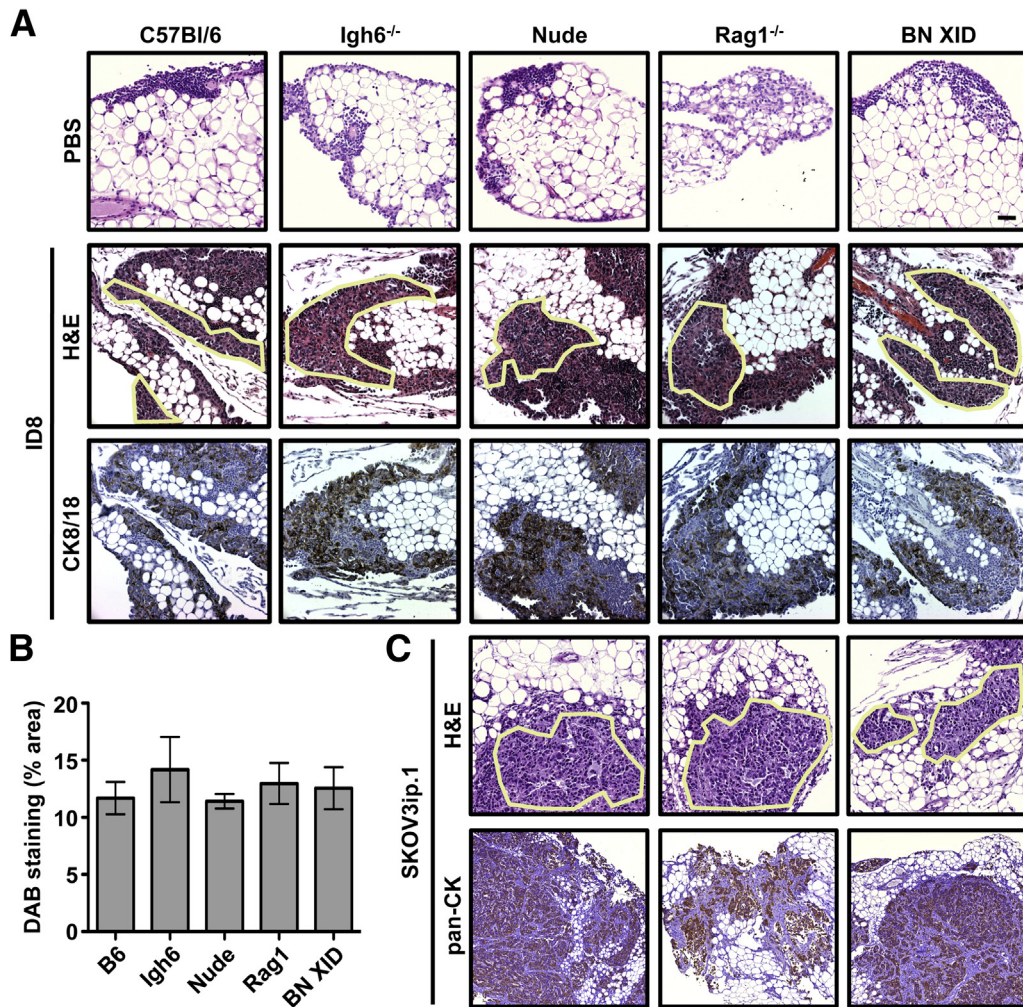 A
C57Bl/6 Igh6-/- Nude Rag1-/- BN XID
PBS
ID8
H&E
CK8/18
B
DAB staining (% area)
20
15
10
5
0
B6 Igh6 Nude Rag1 BN XID
C
SKOV3ip.1
H&E
pan-CK